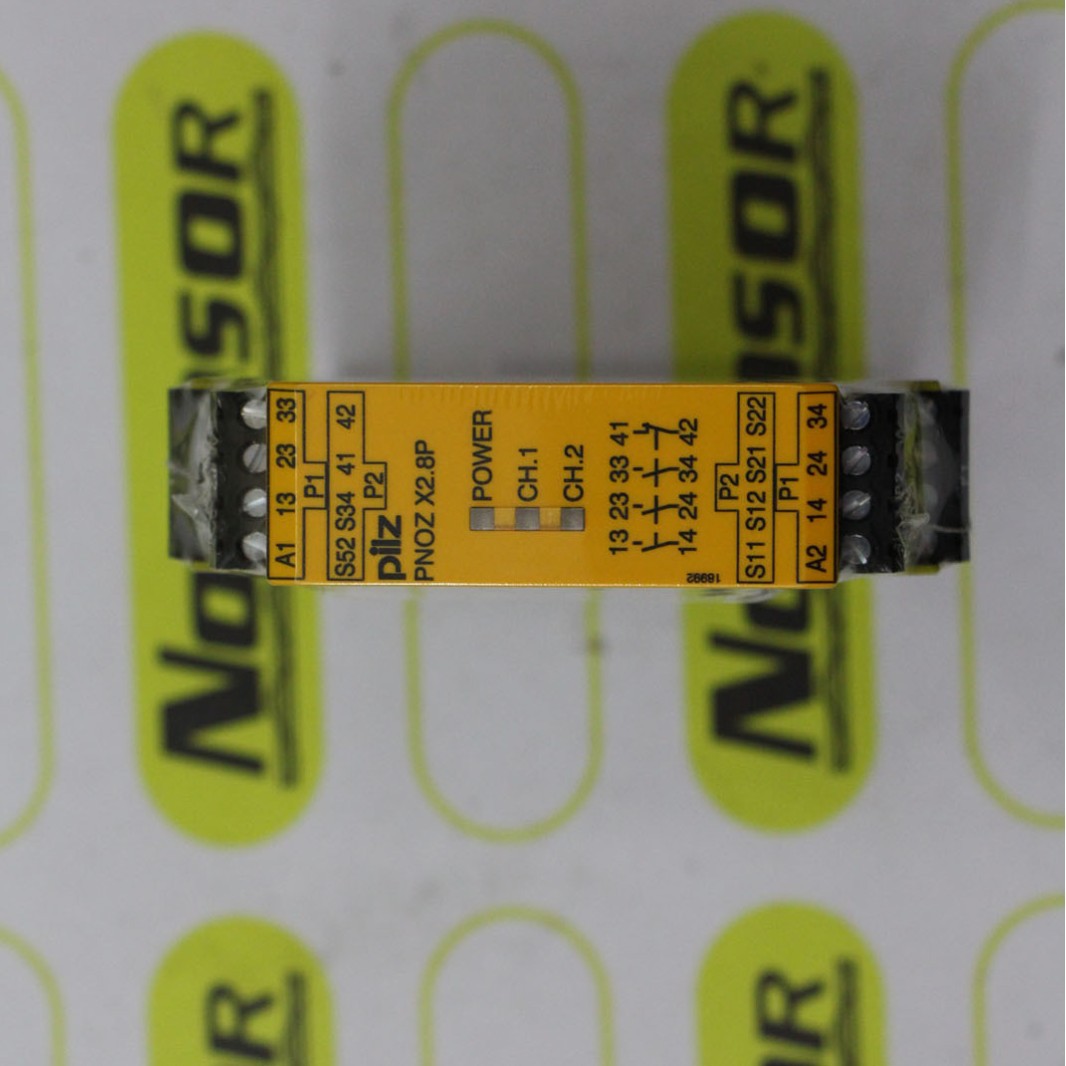 A1 13 23 33
P1
S52 S34 41 42
P2
pilz
PNOZ X2.8P
POWER
CH.1
CH.2
13 23 33 41
14 24 34 42
18992
P2
S11 S12 S21 S22
P1
A2 14 24 34